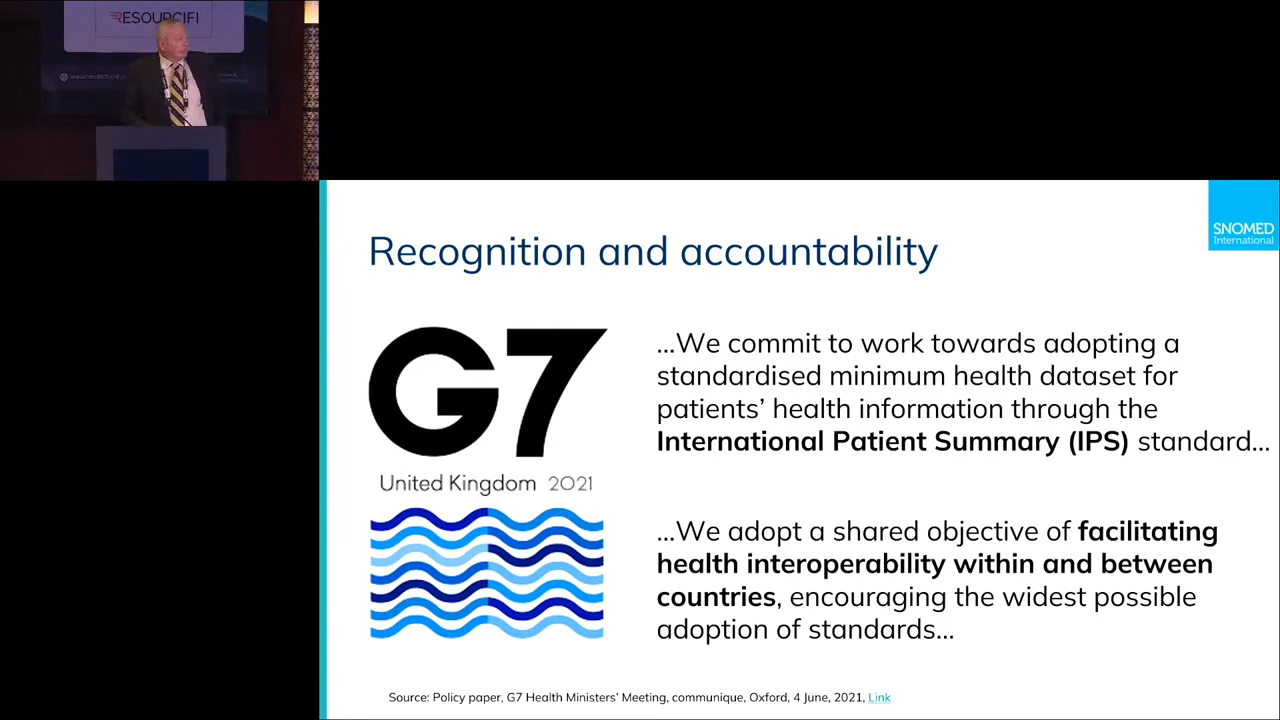 RESOURCIFI
SNOMED
International
Recognition and accountability
G7
United Kingdom 2021
...We commit to work towards adopting a
standardised minimum health dataset for
patients’ health information through the
International Patient Summary (IPS) standard...
...We adopt a shared objective of facilitating
health interoperability within and between
countries, encouraging the widest possible
adoption of standards...
Source: Policy paper, G7 Health Ministers’ Meeting, communique, Oxford, 4 June, 2021, Link